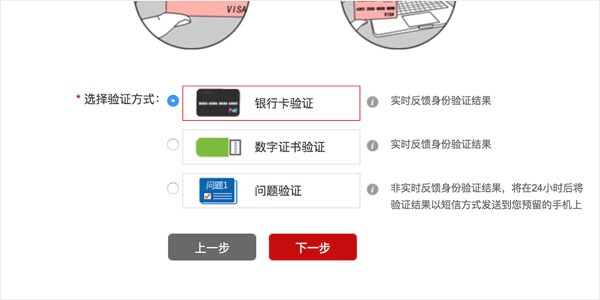 VISA
VISA
* 选择验证方式:
银行卡验证
实时反馈身份验证结果
数字证书验证
实时反馈身份验证结果
问题1
问题验证
非实时反馈身份验证结果，将在24小时后将
验证结果以短信方式发送到您预留的手机上
上一步
下一步